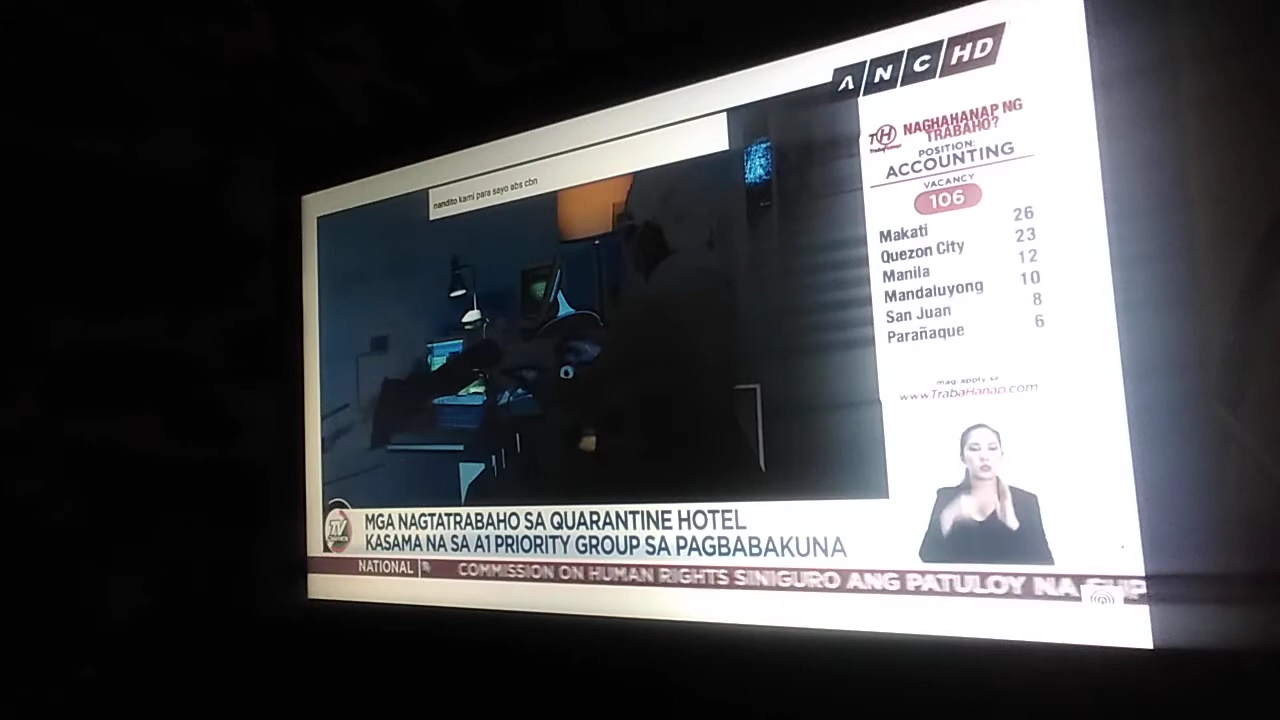 ANC HD
nandito kami para sayo abs cbn
TH
NAGHAHANAP NG
TRABAHO?
POSITION:
ACCOUNTING
VACANCY
106
Makati 26
Quezon City 23
Manila 12
Mandaluyong 10
San Juan 8
Parañaque 6
mag-apply sa
www.TrabaHanap.com
TV
MGA NAGTATRABAHO SA QUARANTINE HOTEL
KASAMA NA SA A1 PRIORITY GROUP SA PAGBABAKUNA
NATIONAL
COMMISSION ON HUMAN RIGHTS SINIGURO ANG PATULOY NA